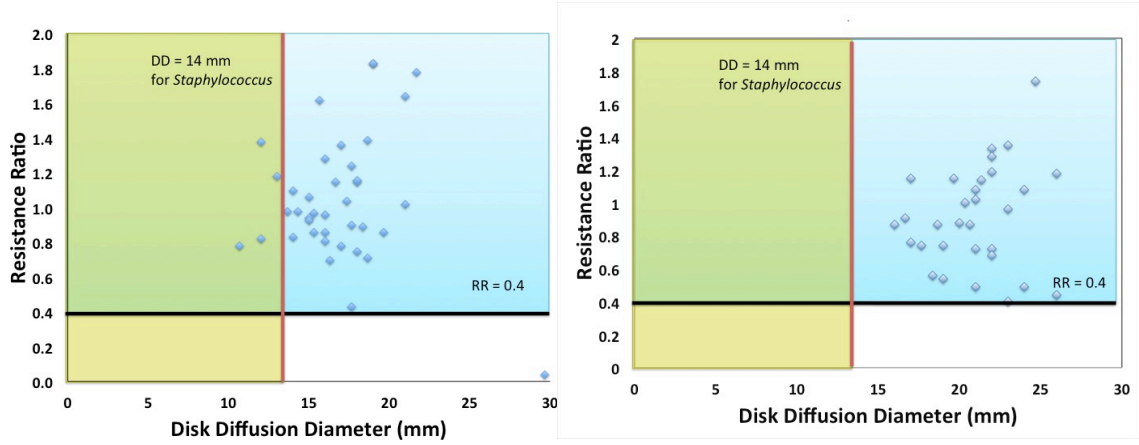 2.0
1.8
1.6
1.4
1.2
1.0
0.8
0.6
0.4
0.2
0.0
Resistance Ratio
DD = 14 mm
for Staphylococcus
RR = 0.4
0 5 10 15 20 25 30
Disk Diffusion Diameter (mm)
2
1.8
1.6
1.4
1.2
1
0.8
0.6
0.4
0.2
0
Resistance Ratio
DD = 14 mm
for Staphylococcus
RR = 0.4
0 5 10 15 20 25 30
Disk Diffusion Diameter (mm)